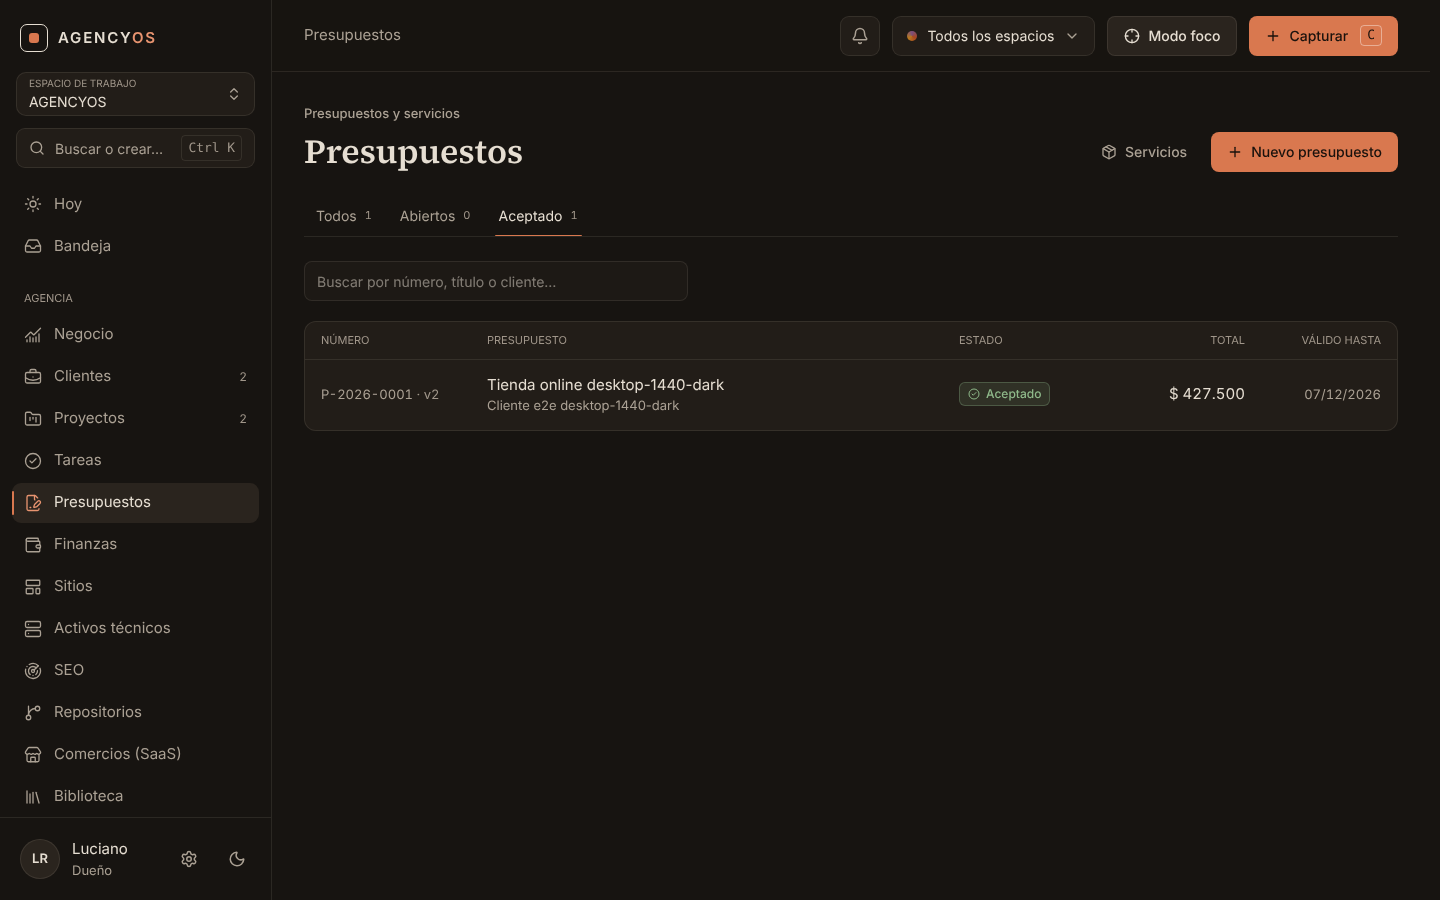 AGENCYOS
ESPACIO DE TRABAJO
AGENCYOS
Buscar o crear... Ctrl K
Hoy
Bandeja
AGENCIA
Negocio
Clientes 2
Proyectos 2
Tareas
Presupuestos
Finanzas
Sitios
Activos técnicos
SEO
Repositorios
Comercios (SaaS)
Biblioteca
LR
Luciano
Dueño
Presupuestos
Todos los espacios
Modo foco
Capturar C
Presupuestos y servicios
Presupuestos
Servicios
Nuevo presupuesto
Todos 1 Abiertos 0 Aceptado 1
Buscar por número, título o cliente...
NÚMERO PRESUPUESTO ESTADO TOTAL VÁLIDO HASTA
P-2026-0001 · v2 Tienda online desktop-1440-dark Aceptado $ 427.500 07/12/2026
Cliente e2e desktop-1440-dark